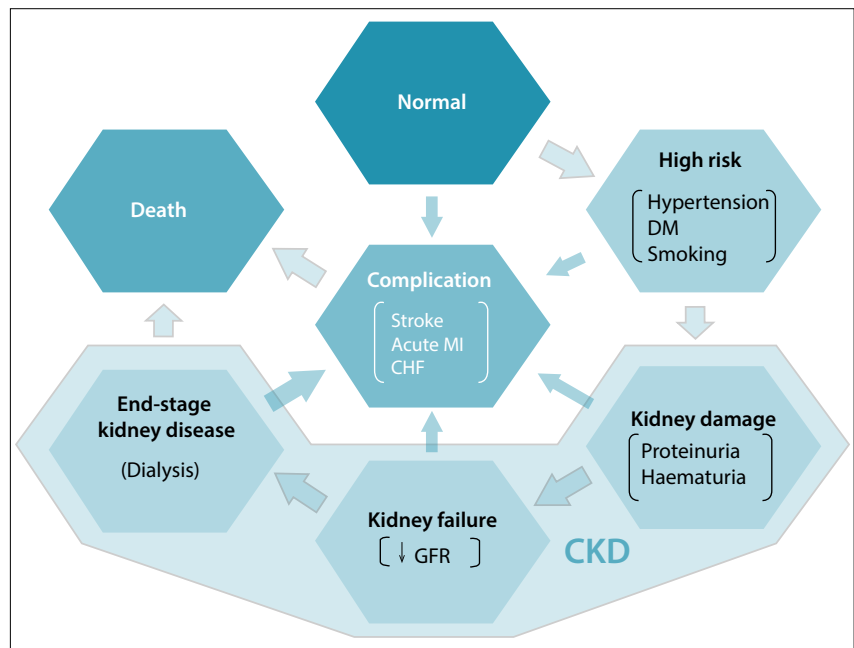 Normal
High risk
Hypertension
DM
Smoking
Death
Complication
Stroke
Acute MI
CHF
End-stage
kidney disease
(Dialysis)
Kidney damage
Proteinuria
Haematuria
Kidney failure
↓ GFR
CKD